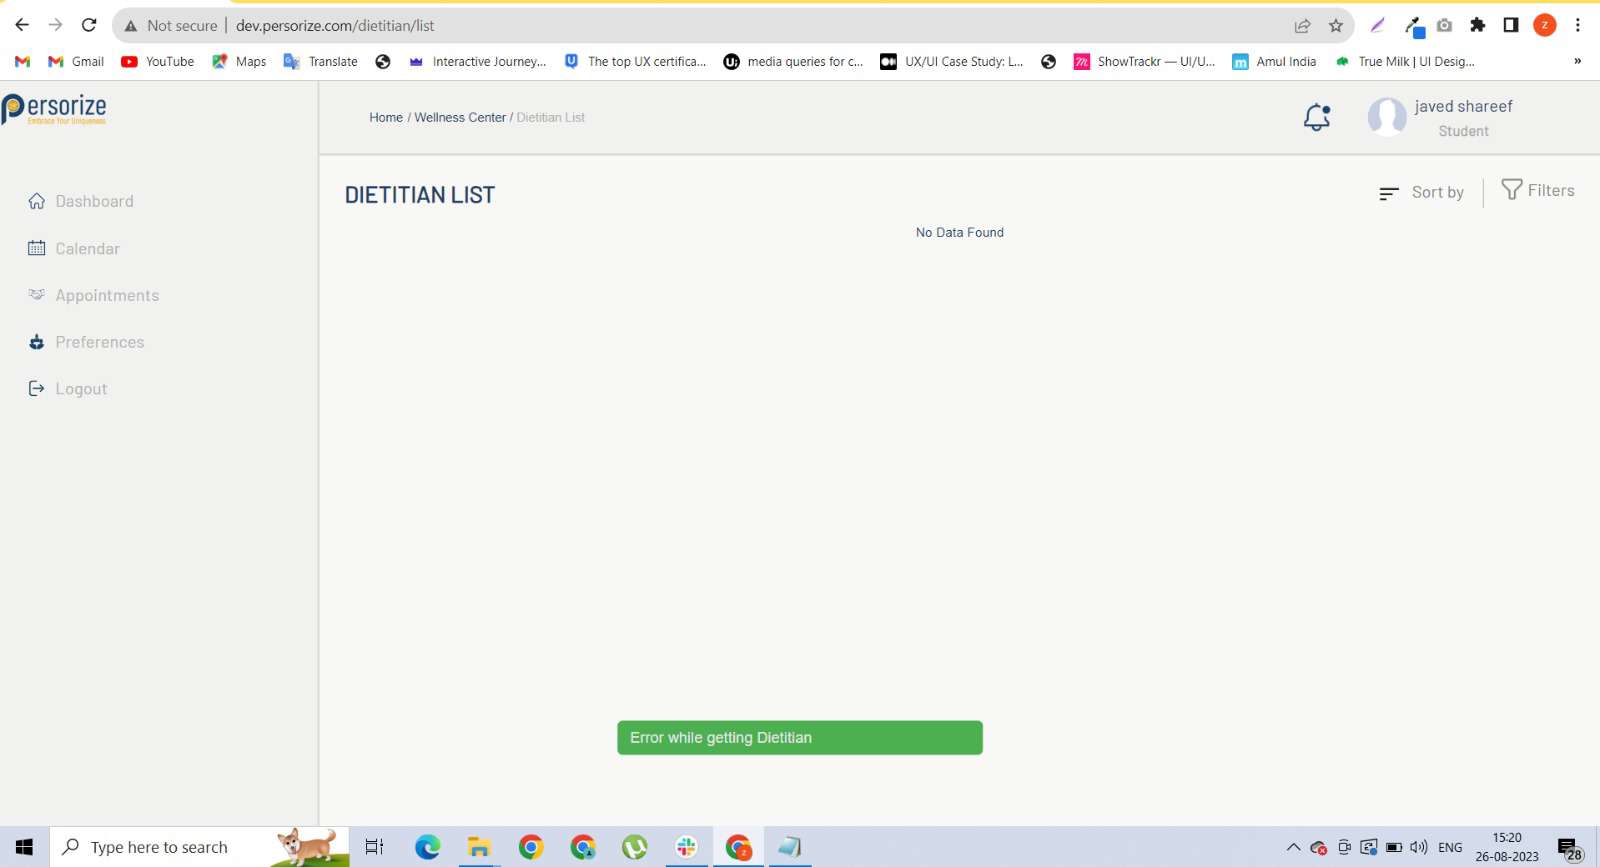 Not secure | dev.persorize.com/dietitian/list
Z
Gmail YouTube Maps Translate Interactive Journey... The top UX certifica... media queries for c... UX/UI Case Study: L... ShowTrackr — UI/U... Amul India True Milk | UI Desig... »
Persorize
Embrace Your Uniqueness
Home / Wellness Center / Dietitian List
javed shareef
Student
Dashboard
Calendar
Appointments
Preferences
Logout
DIETITIAN LIST
Sort by
Filters
No Data Found
Error while getting Dietitian
Type here to search
ENG
15:20
26-08-2023
28